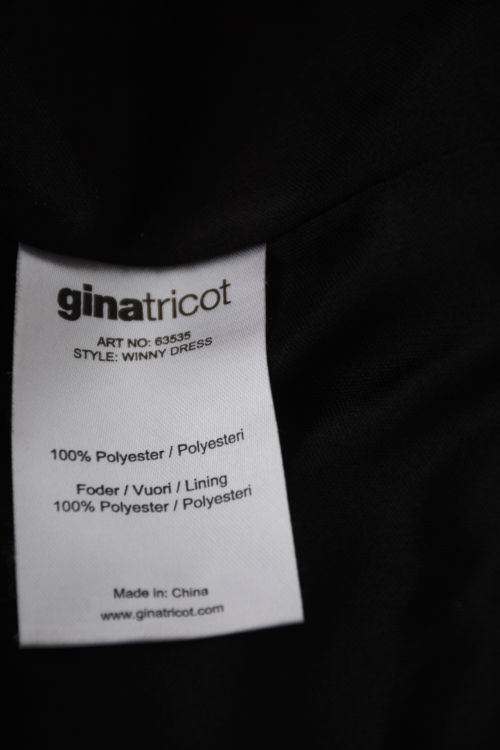 ginatricot
ART NO: 63535
STYLE: WINNY DRESS
100% Polyester / Polyesteri
Foder / Vuori / Lining
100% Polyester / Polyesteri
Made in: China
www.ginatricot.com